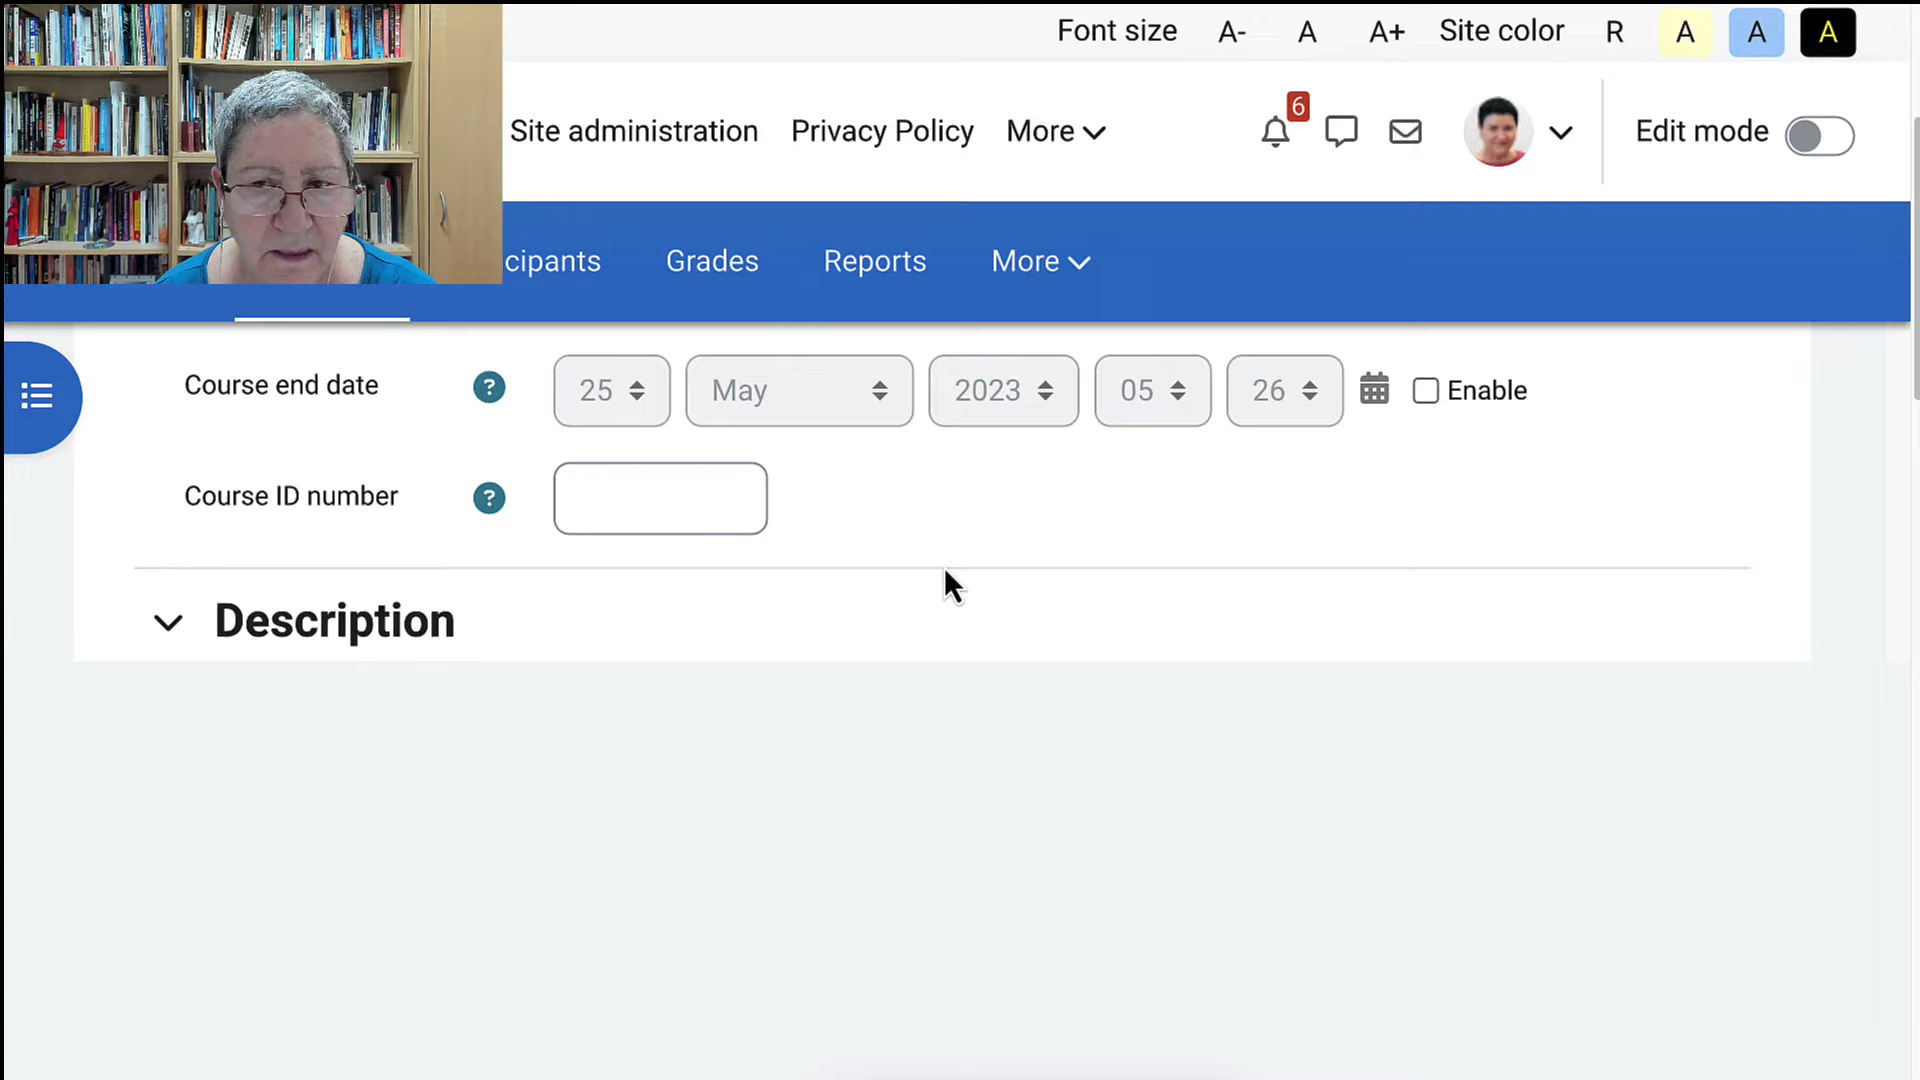 Font size A- A A+ Site color R A A A
Site administration Privacy Policy More 6 Edit mode
cipants Grades Reports More
Course end date ? 25 May 2023 05 26 Enable
Course ID number ?
Description